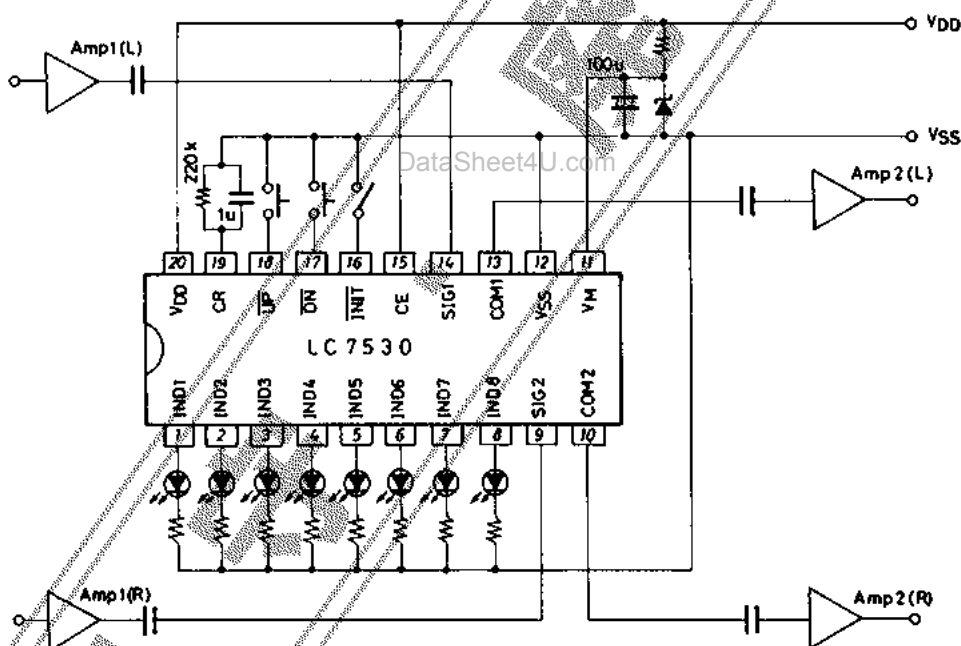 VDD
Amp1(L)
100u
VSS
DataSheet4U.com
220k
1u
Amp2(L)
20 19 18 17 16 15 14 13 12 11
VDD CR UP DN INIT CE SIG1 COM1 VSS VM
LC7530
IND1 IND2 IND3 IND4 IND5 IND6 IND7 IND8 SIG2 COM2
1 2 3 4 5 6 7 8 9 10
Amp1(R)
Amp2(R)